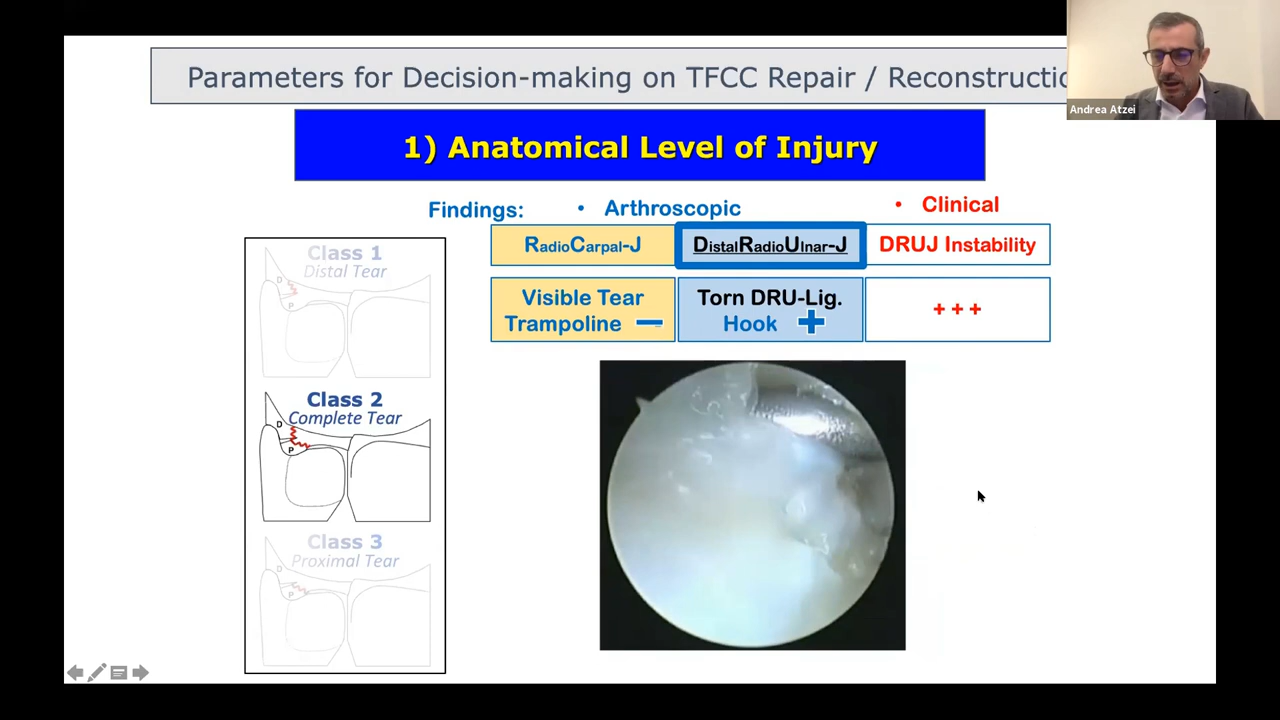 Parameters for Decision-making on TFCC Repair / Reconstructio
Andrea Atzei
1) Anatomical Level of Injury
Findings:
• Arthroscopic
• Clinical
RadioCarpal-J
DistalRadioUlnar-J
DRUJ Instability
Visible Tear
Trampoline −
Torn DRU-Lig.
Hook +
+ + +
Class 1
Distal Tear
D
P
Class 2
Complete Tear
D
P
Class 3
Proximal Tear
D
P